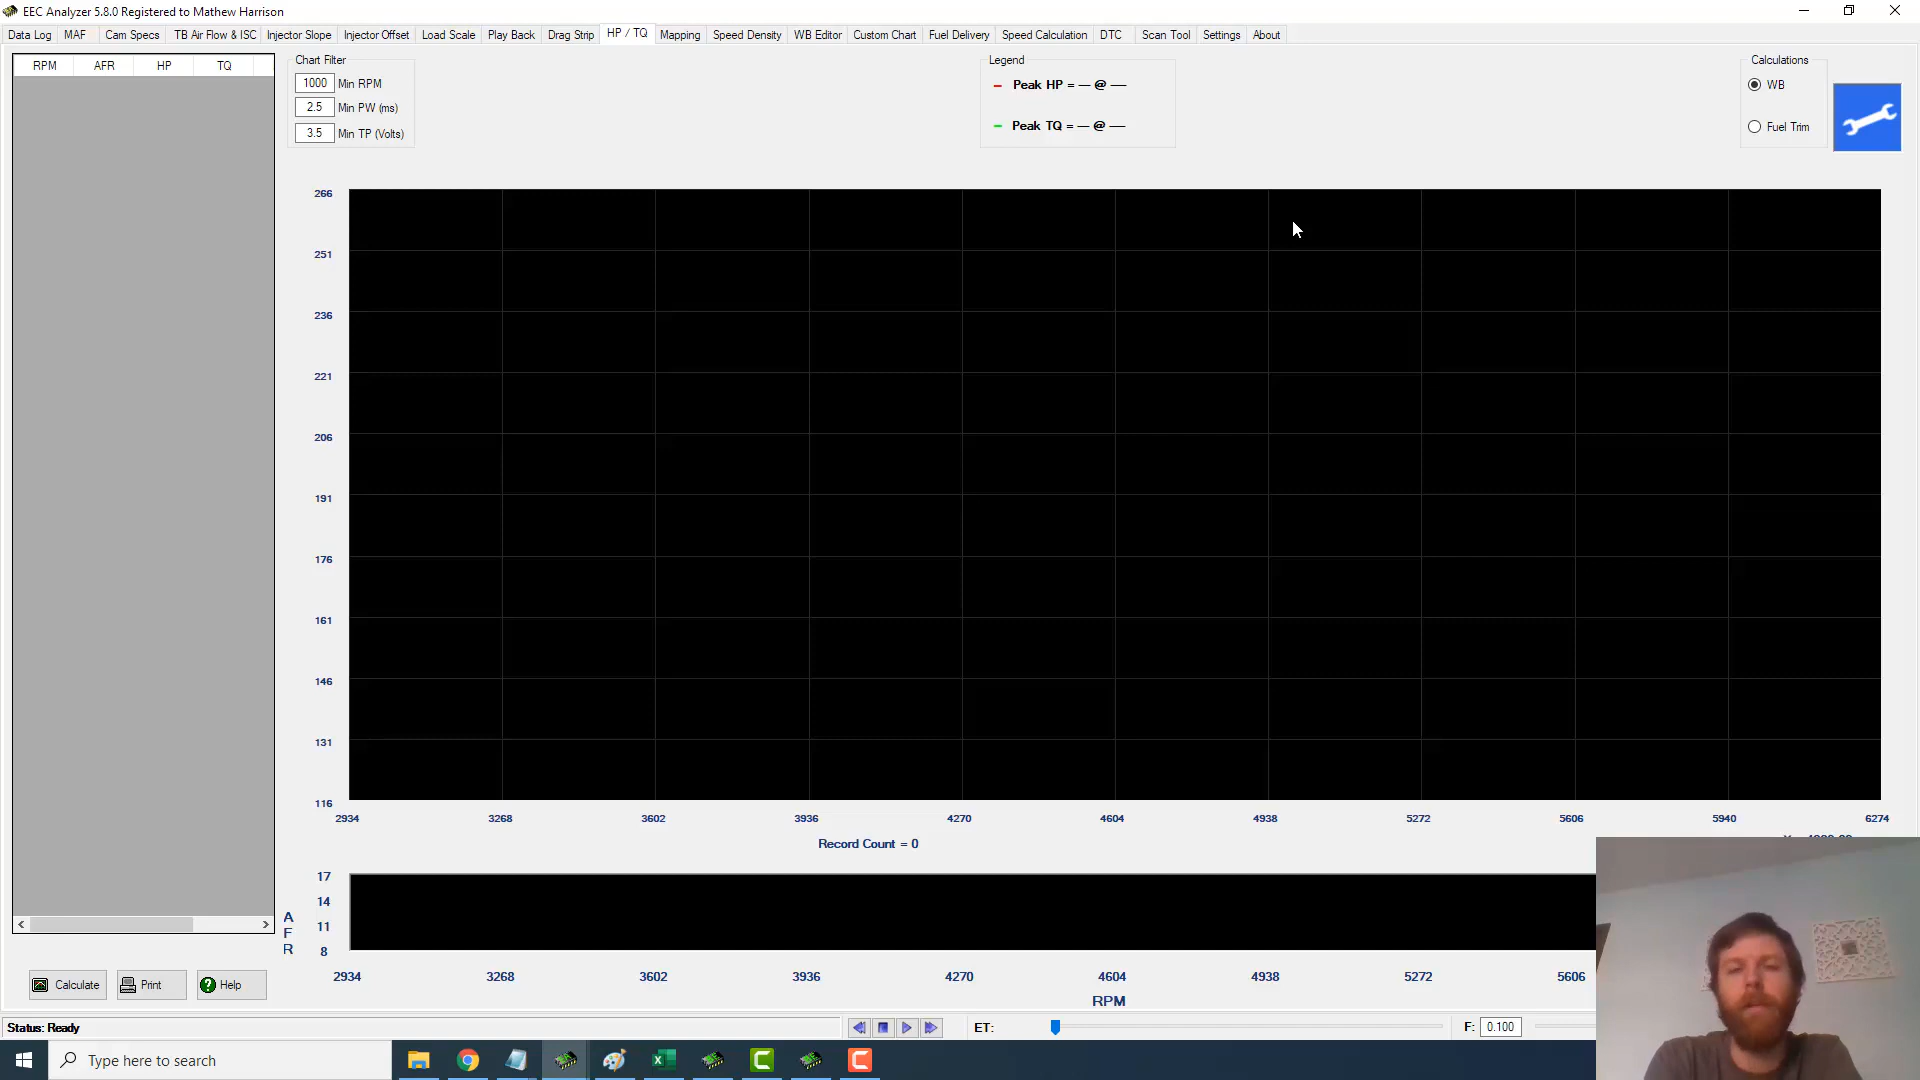 EEC Analyzer 5.8.0 Registered to Mathew Harrison
Data Log MAF Cam Specs TB Air Flow & ISC Injector Slope Injector Offset Load Scale Play Back Drag Strip HP / TQ Mapping Speed Density WB Editor Custom Chart Fuel Delivery Speed Calculation DTC Scan Tool Settings About
RPM AFR HP TQ
Chart Filter
1000 Min RPM
2.5 Min PW (ms)
3.5 Min TP (Volts)
Legend
Peak HP = --- @ ----
Peak TQ = --- @ ----
Calculations
WB
Fuel Trim
266
251
236
221
206
191
176
161
146
131
116
2934 3268 3602 3936 4270 4604 4938 5272 5606 5940 6274
Record Count = 0
17
14
11
8
A
F
R
2934 3268 3602 3936 4270 4604 4938 5272 5606
RPM
Calculate Print Help
Status: Ready
ET:
F: 0.100
Type here to search